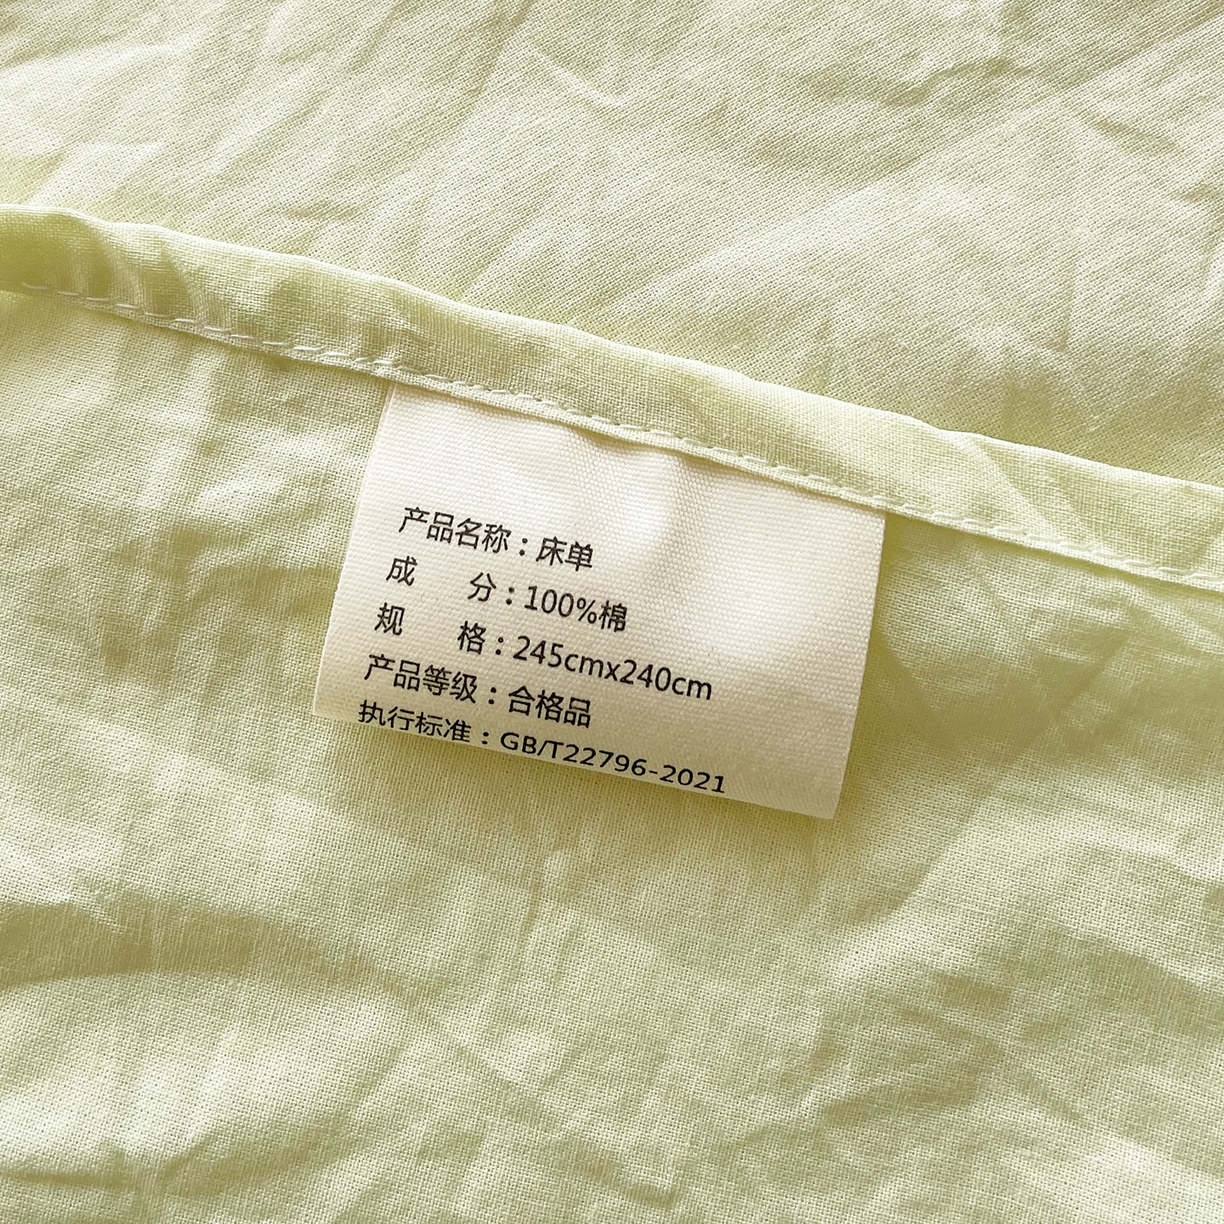 产品名称：床单
成 分：100%棉
规 格：245cmx240cm
产品等级：合格品
执行标准：GB/T22796-2021